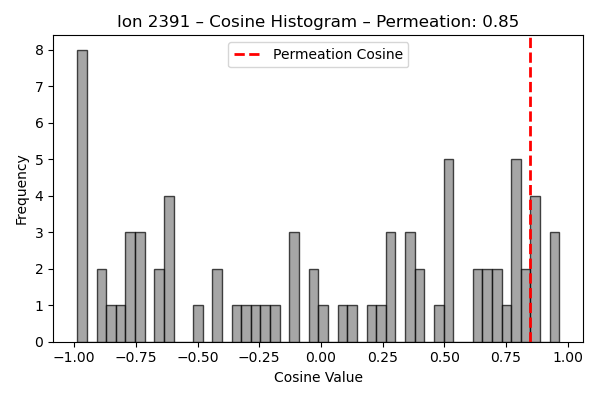 Ion 2391 – Cosine Histogram – Permeation: 0.85
Permeation Cosine
Frequency
8
7
6
5
4
3
2
1
0
−1.00 −0.75 −0.50 −0.25 0.00 0.25 0.50 0.75 1.00
Cosine Value